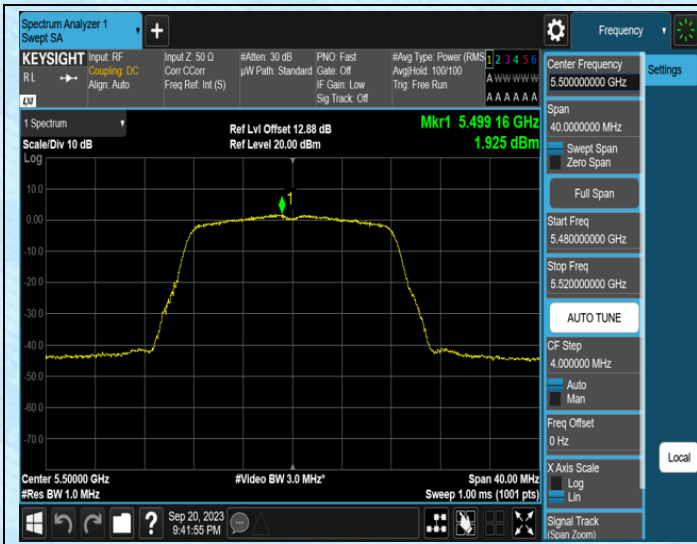 Spectrum Analyzer 1
Swept SA
+
Frequency
KEYSIGHT
R L
LXI
Input: RF
Coupling: DC
Align: Auto
Input Z: 50 Ω
Corr CCorr
Freq Ref: Int (S)
#Atten: 30 dB
µW Path: Standard
PNO: Fast
Gate: Off
IF Gain: Low
Sig Track: Off
#Avg Type: Power (RMS
Avg|Hold: 100/100
Trig: Free Run
1 2 3 4 5 6
A W W W W W
A A A A A A
1 Spectrum
Scale/Div 10 dB
Log
Ref Lvl Offset 12.88 dB
Ref Level 20.00 dBm
Mkr1 5.499 16 GHz
1.925 dBm
1
10.0
0.00
-10.0
-20.0
-30.0
-40.0
-50.0
-60.0
-70.0
Center 5.50000 GHz
#Res BW 1.0 MHz
#Video BW 3.0 MHz*
Span 40.00 MHz
Sweep 1.00 ms (1001 pts)
Sep 20, 2023
9:41:55 PM
?
Center Frequency
5.500000000 GHz
Span
40.0000000 MHz
Swept Span
Zero Span
Full Span
Start Freq
5.480000000 GHz
Stop Freq
5.520000000 GHz
AUTO TUNE
CF Step
4.000000 MHz
Auto
Man
Freq Offset
0 Hz
X Axis Scale
Log
Lin
Signal Track
(Span Zoom)
Settings
Local